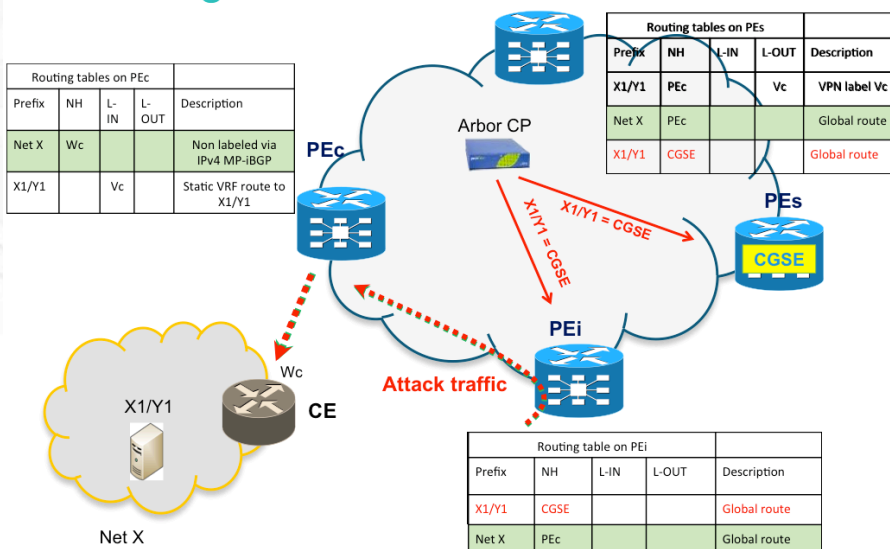 Routing tables on PEs
Prefix NH L-IN L-OUT Description
X1/Y1 PEc Vc VPN label Vc
Net X PEc Global route
X1/Y1 CGSE Global route
Routing tables on PEc
Prefix NH L-IN L-OUT Description
Net X Wc Non labeled via IPv4 MP-iBGP
X1/Y1 Vc Static VRF route to X1/Y1
Arbor CP
PEc
X1/Y1 = CGSE
X1/Y1 = CGSE
PEs
CGSE
PEi
Attack traffic
Wc
CE
X1/Y1
Net X
Routing table on PEi
Prefix NH L-IN L-OUT Description
X1/Y1 CGSE Global route
Net X PEc Global route